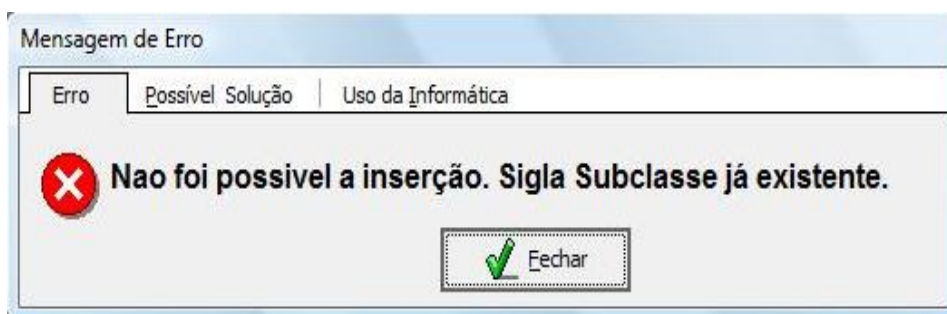 Mensagem de Erro
Erro Possível Solução Uso da Informática
Nao foi possivel a inserção. Sigla Subclasse já existente.
Fechar